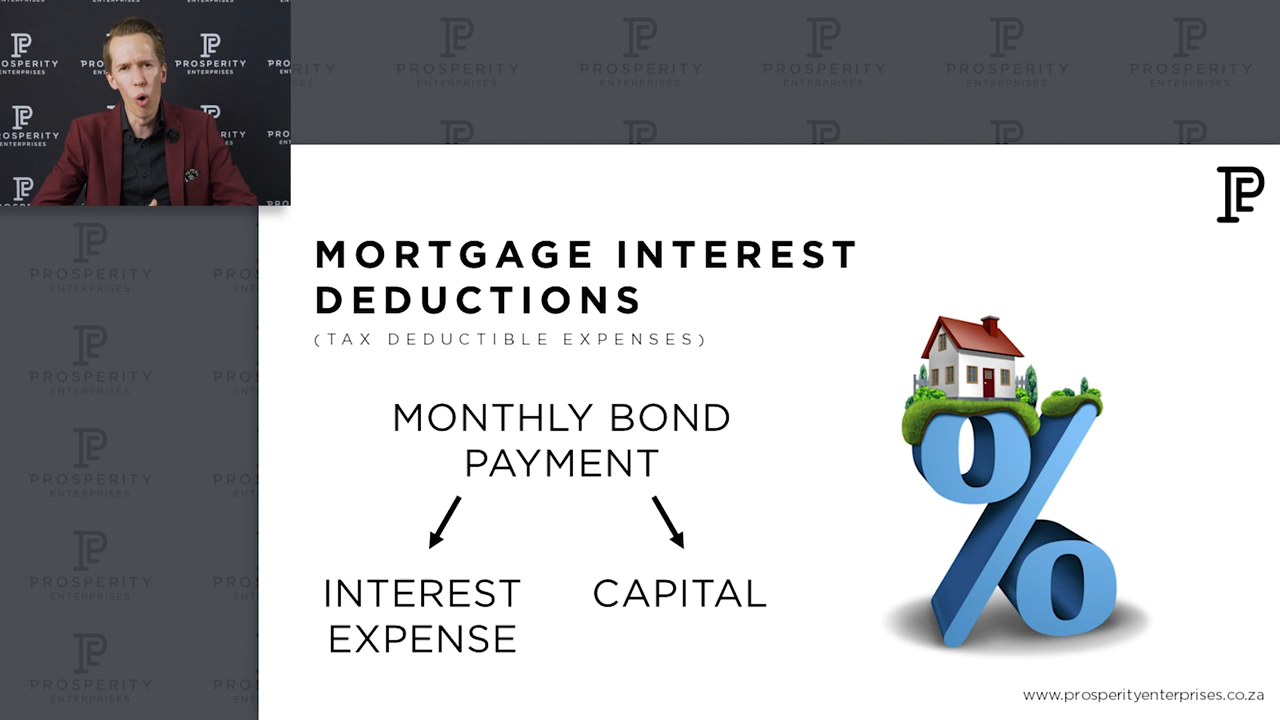 PROSPERITY
ENTERPRISES
MORTGAGE INTEREST
DEDUCTIONS
(TAX DEDUCTIBLE EXPENSES)
MONTHLY BOND
PAYMENT
INTEREST
EXPENSE
CAPITAL
www.prosperityenterprises.co.za